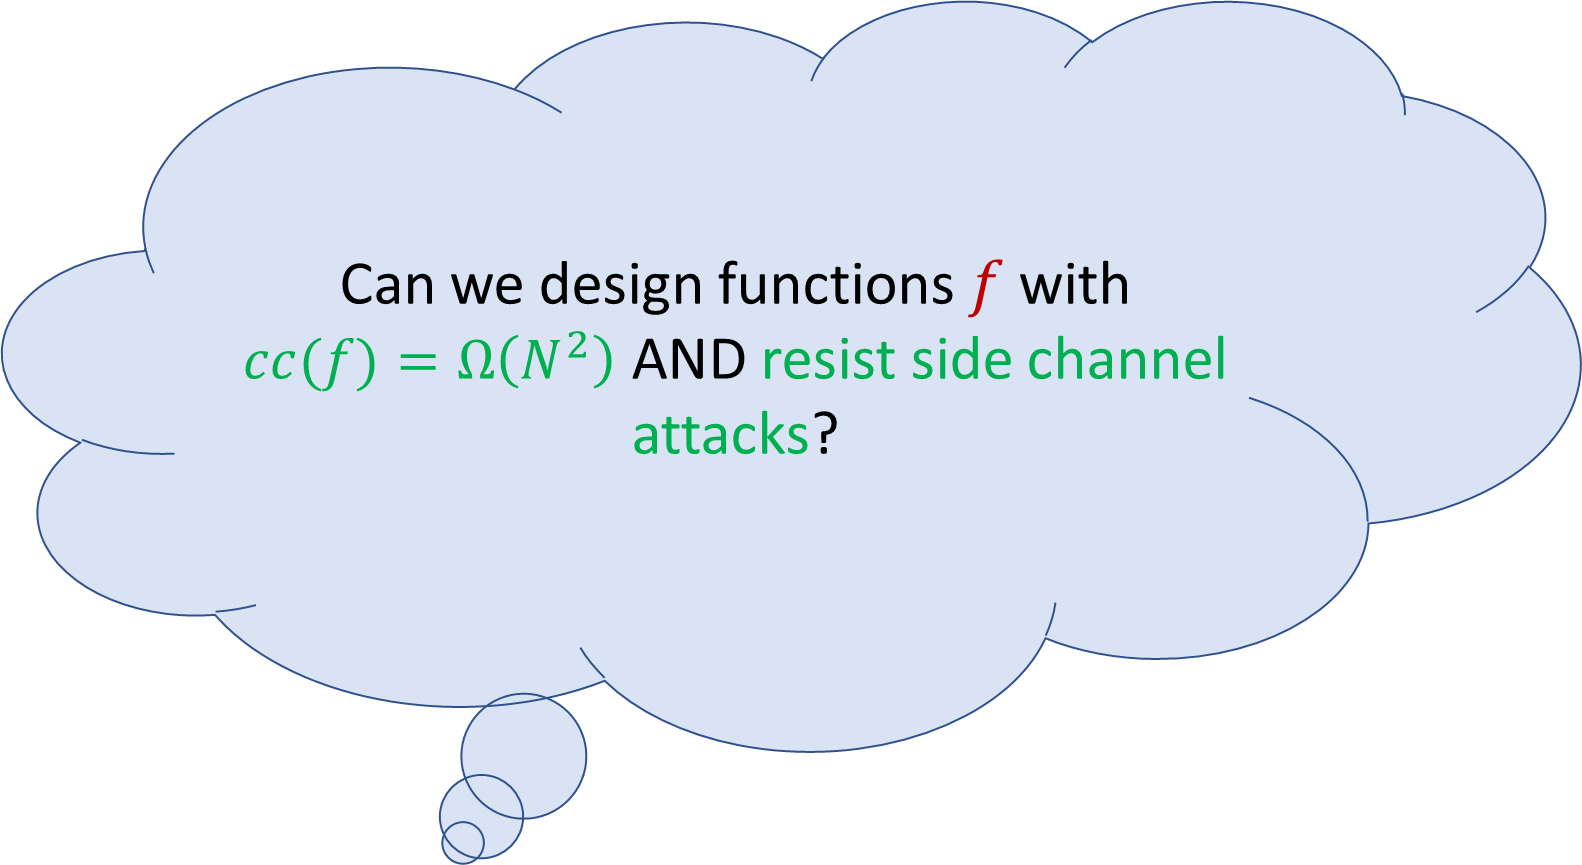 Can we design functions f with
cc(f) = Ω(N²) AND resist side channel
attacks?